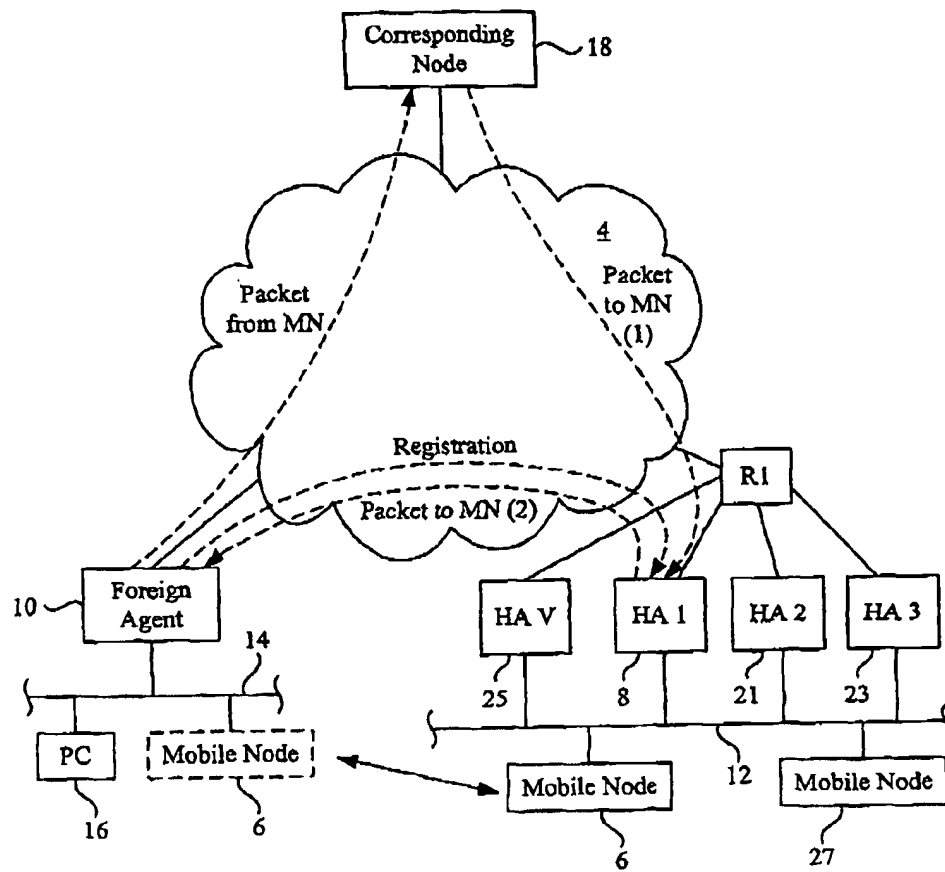 Corresponding
Node
18
4
Packet
from MN
Packet
to MN
(1)
Registration
R1
Packet to MN (2)
10
Foreign
Agent
HA V
HA 1
HA 2
HA 3
14
25
8
21
23
PC
Mobile Node
12
Mobile Node
Mobile Node
16
6
6
27